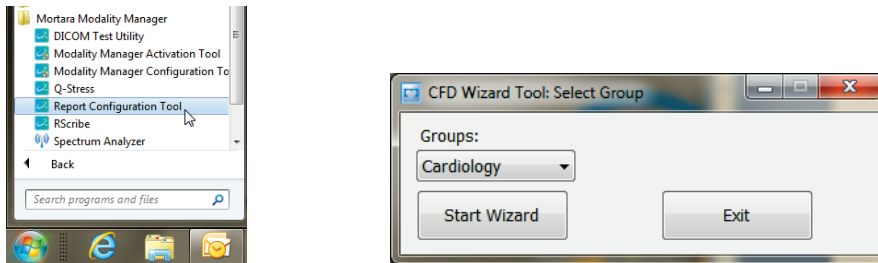 Mortara Modality Manager
DICOM Test Utility
Modality Manager Activation Tool
Modality Manager Configuration To
Q-Stress
Report Configuration Tool
RScribe
Spectrum Analyzer
Back
Search programs and files
CFD Wizard Tool: Select Group
Groups:
Cardiology
Start Wizard
Exit